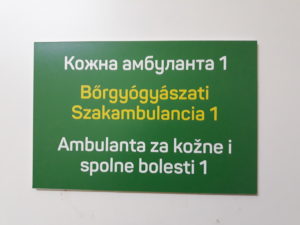 Кожна амбуланта 1
Bőrgyógyászati
Szakambulancia 1
Ambulanta za kožne i
spolne bolesti 1